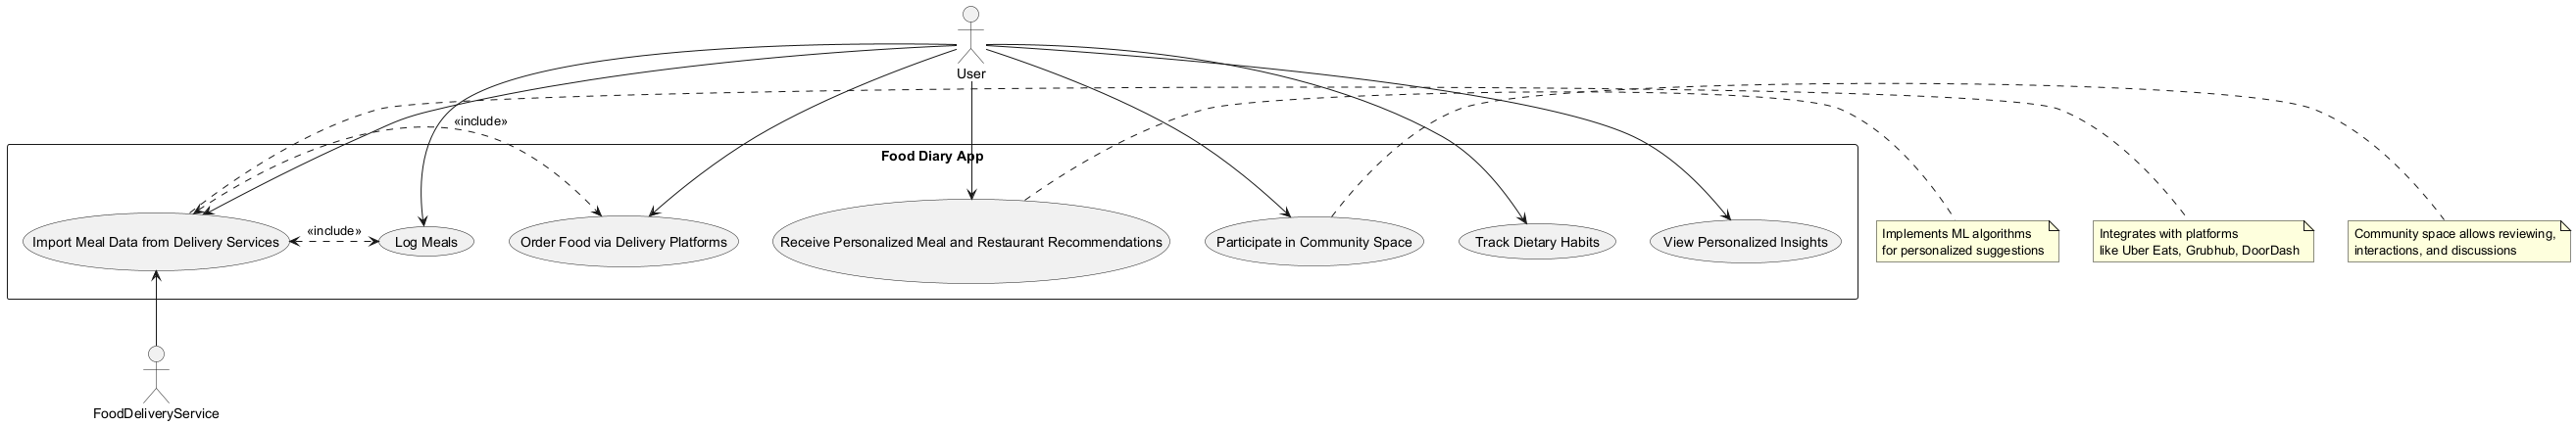 User
«include»
Food Diary App
Import Meal Data from Delivery Services
«include»
Log Meals
Order Food via Delivery Platforms
Receive Personalized Meal and Restaurant Recommendations
Participate in Community Space
Track Dietary Habits
View Personalized Insights
Implements ML algorithms
for personalized suggestions
Integrates with platforms
like Uber Eats, Grubhub, DoorDash
Community space allows reviewing,
interactions, and discussions
FoodDeliveryService